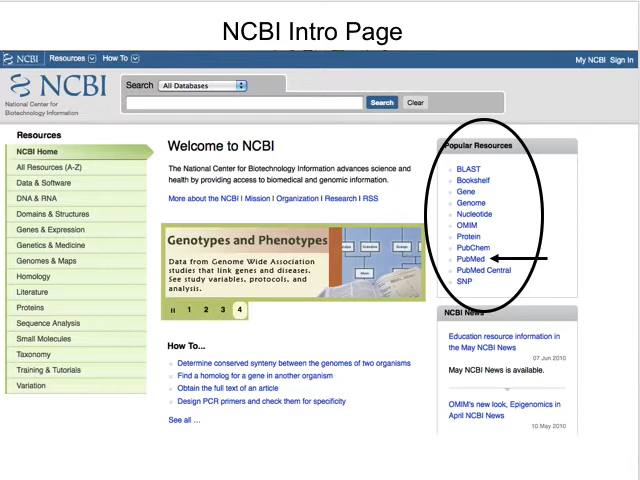 NCBI Intro Page
NCBI Resources How To My NCBI Sign In
NCBI
National Center for
Biotechnology Information
Search All Databases
Search Clear
Resources
NCBI Home
All Resources (A-Z)
Data & Software
DNA & RNA
Domains & Structures
Genes & Expression
Genetics & Medicine
Genomes & Maps
Homology
Literature
Proteins
Sequence Analysis
Small Molecules
Taxonomy
Training & Tutorials
Variation
Welcome to NCBI
The National Center for Biotechnology Information advances science and
health by providing access to biomedical and genomic information.
More about the NCBI | Mission | Organization | Research | RSS
Genotypes and Phenotypes
Data from Genome Wide Association
studies that link genes and diseases.
See study variables, protocols, and
analysis.
1 2 3 4
How To...
Determine conserved synteny between the genomes of two organisms
Find a homolog for a gene in another organism
Obtain the full text of an article
Design PCR primers and check them for specificity
See all ...
Popular Resources
BLAST
Bookshelf
Gene
Genome
Nucleotide
OMIM
Protein
PubChem
PubMed
PubMed Central
SNP
NCBI News
Education resource information in
the May NCBI News
07 Jun 2010
May NCBI News is available.
OMIM's new look, Epigenomics in
April NCBI News
10 May 2010